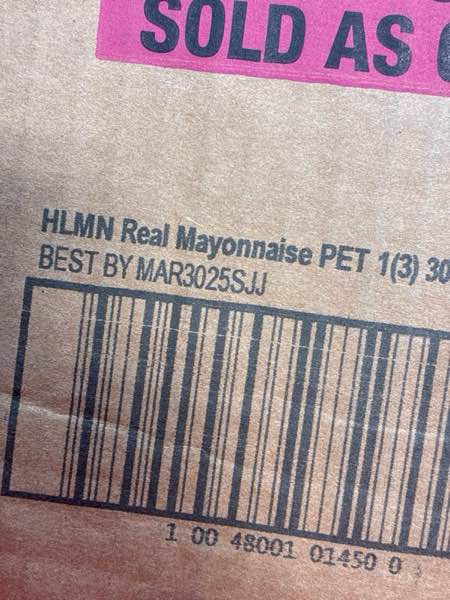 SOLD AS
HLMN Real Mayonnaise PET 1(3) 30
BEST BY MAR3025SJJ
1 00 48001 01450 0